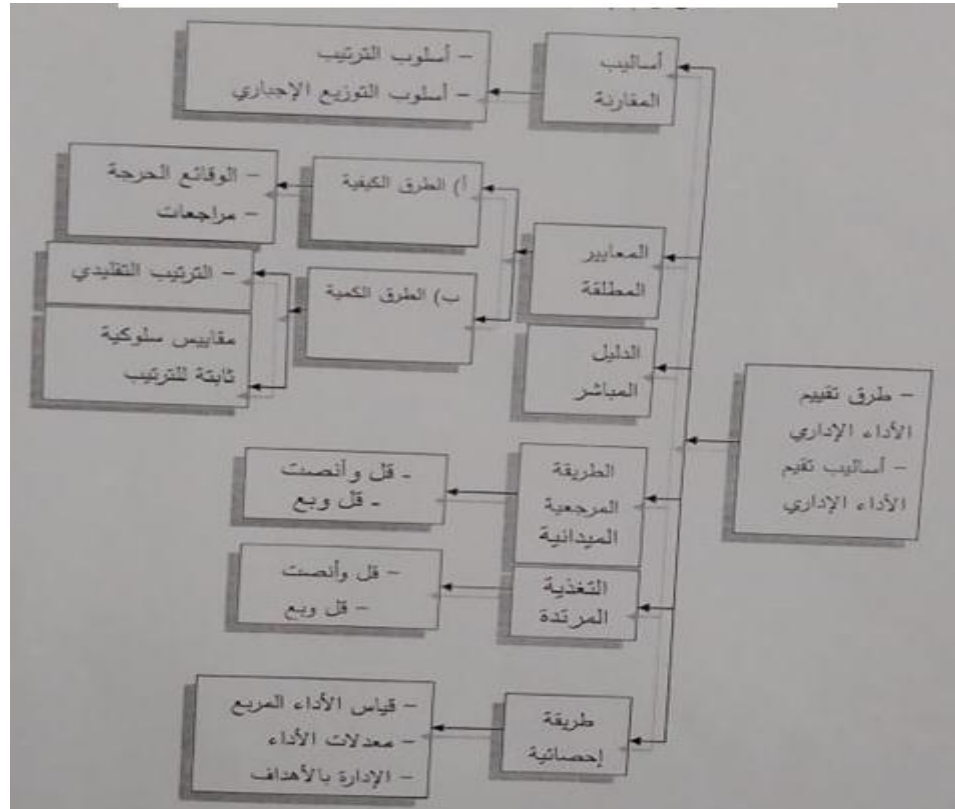 – طرق تقييم
الأداء الإداري
– أساليب تقيم
الأداء الإداري
أساليب
المقارنة
– أسلوب الترتيب
– أسلوب التوزيع الإجباري
المعايير
المطلقة
أ) الطرق الكيفية
– الوقائع الحرجة
– مراجعات
ب) الطرق الكمية
– الترتيب التقليدي
مقاييس سلوكية
ثابتة للترتيب
الدليل
المباشر
الطريقة
المرجعية
الميدانية
- قل وأنصت
- قل وبع
التغذية
المرتدة
– قل وأنصت
– قل وبع
طريقة
إحصائية
– قياس الأداء المربع
– معدلات الأداء
– الإدارة بالأهداف